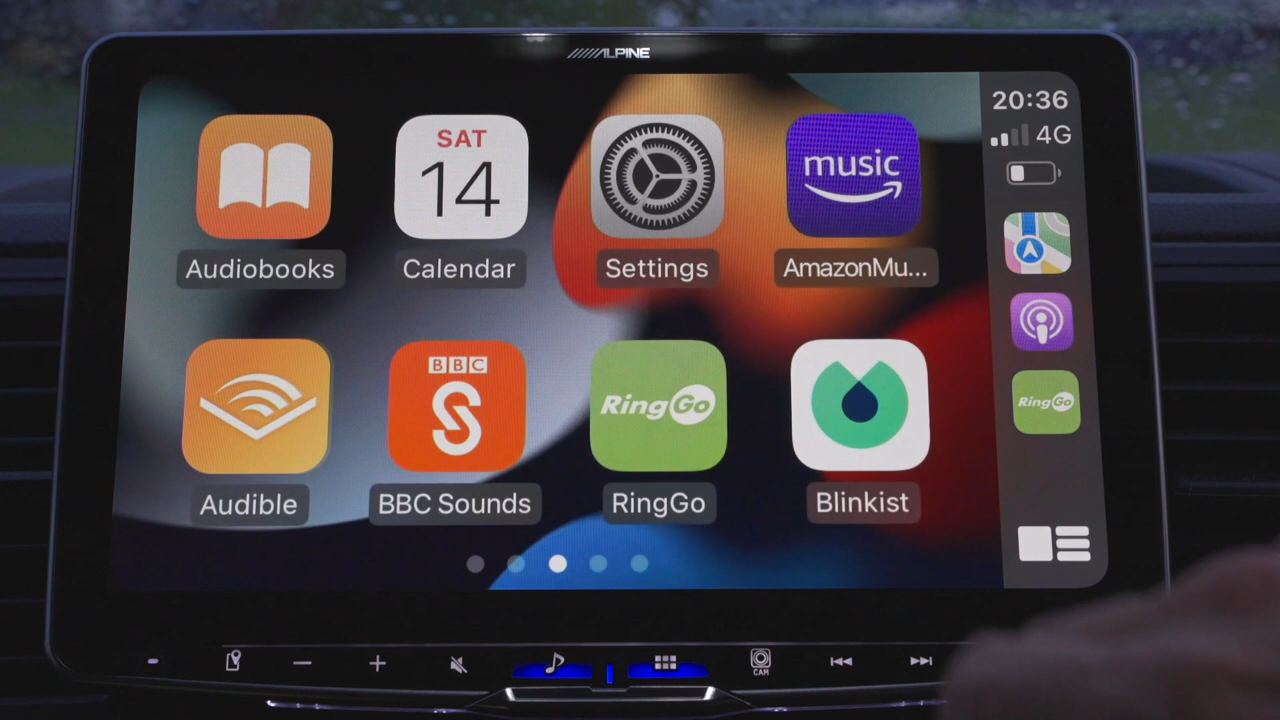 ALPINE
20:36
4G
SAT
14
music
Audiobooks
Calendar
Settings
AmazonMu...
BBC
S
RingGo
RingGo
Audible
BBC Sounds
RingGo
Blinkist
CAM